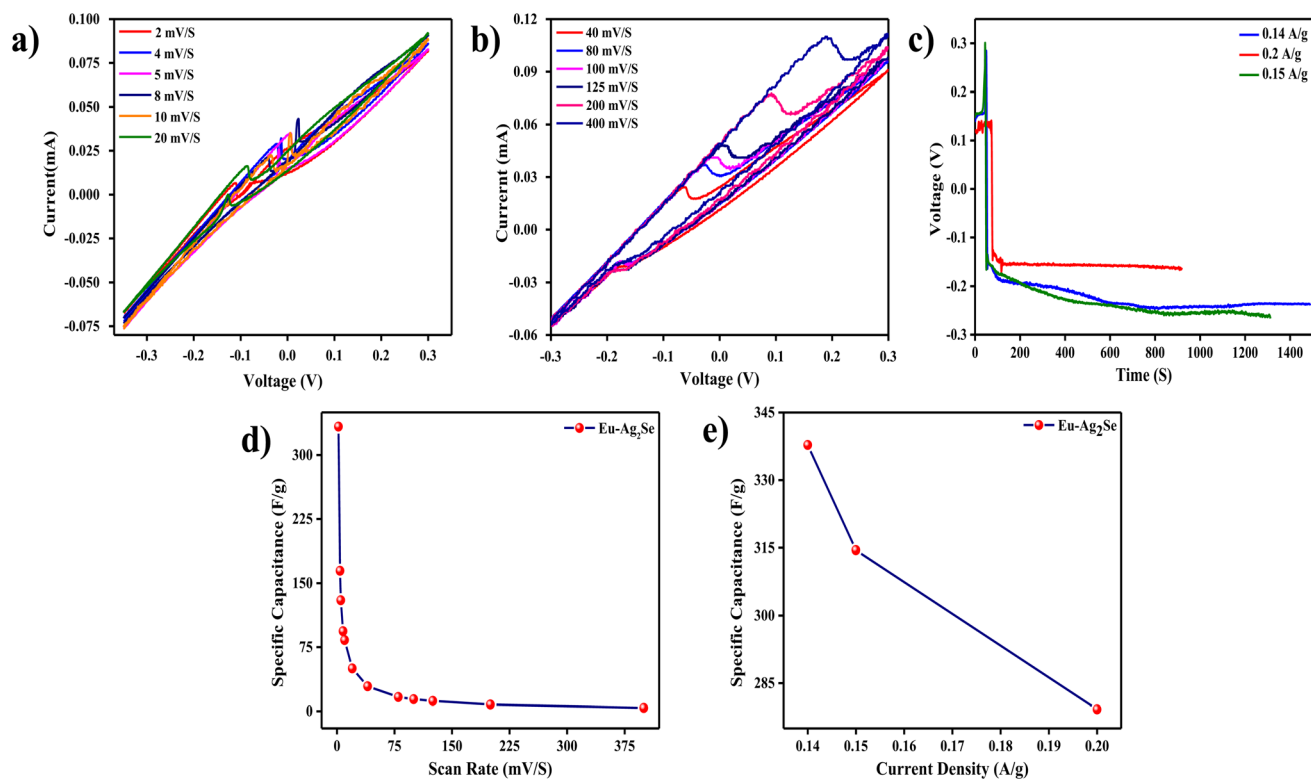 a)
2 mV/S
4 mV/S
5 mV/S
8 mV/S
10 mV/S
20 mV/S
0.100
0.075
0.050
0.025
0.000
-0.025
-0.050
-0.075
Current(mA)
-0.3
-0.2
-0.1
0.0
0.1
0.2
0.3
Voltage (V)
b)
40 mV/S
80 mV/S
100 mV/S
125 mV/S
200 mV/S
400 mV/S
0.12
0.09
0.06
0.03
0.00
-0.03
-0.06
Currernt (mA)
-0.3
-0.2
-0.1
0.0
0.1
0.2
0.3
Voltage (V)
c)
0.14 A/g
0.2 A/g
0.15 A/g
0.3
0.2
0.1
0.0
-0.1
-0.2
-0.3
Voltage (V)
0
200
400
600
800
1000
1200
1400
Time (S)
d)
Eu-Ag₂Se
300
225
150
75
0
Specific Capacitance (F/g)
0
75
150
225
300
375
Scan Rate (mV/S)
e)
Eu-Ag₂Se
345
330
315
300
285
Specific Capacitance (F/g)
0.14
0.15
0.16
0.17
0.18
0.19
0.20
Current Density (A/g)